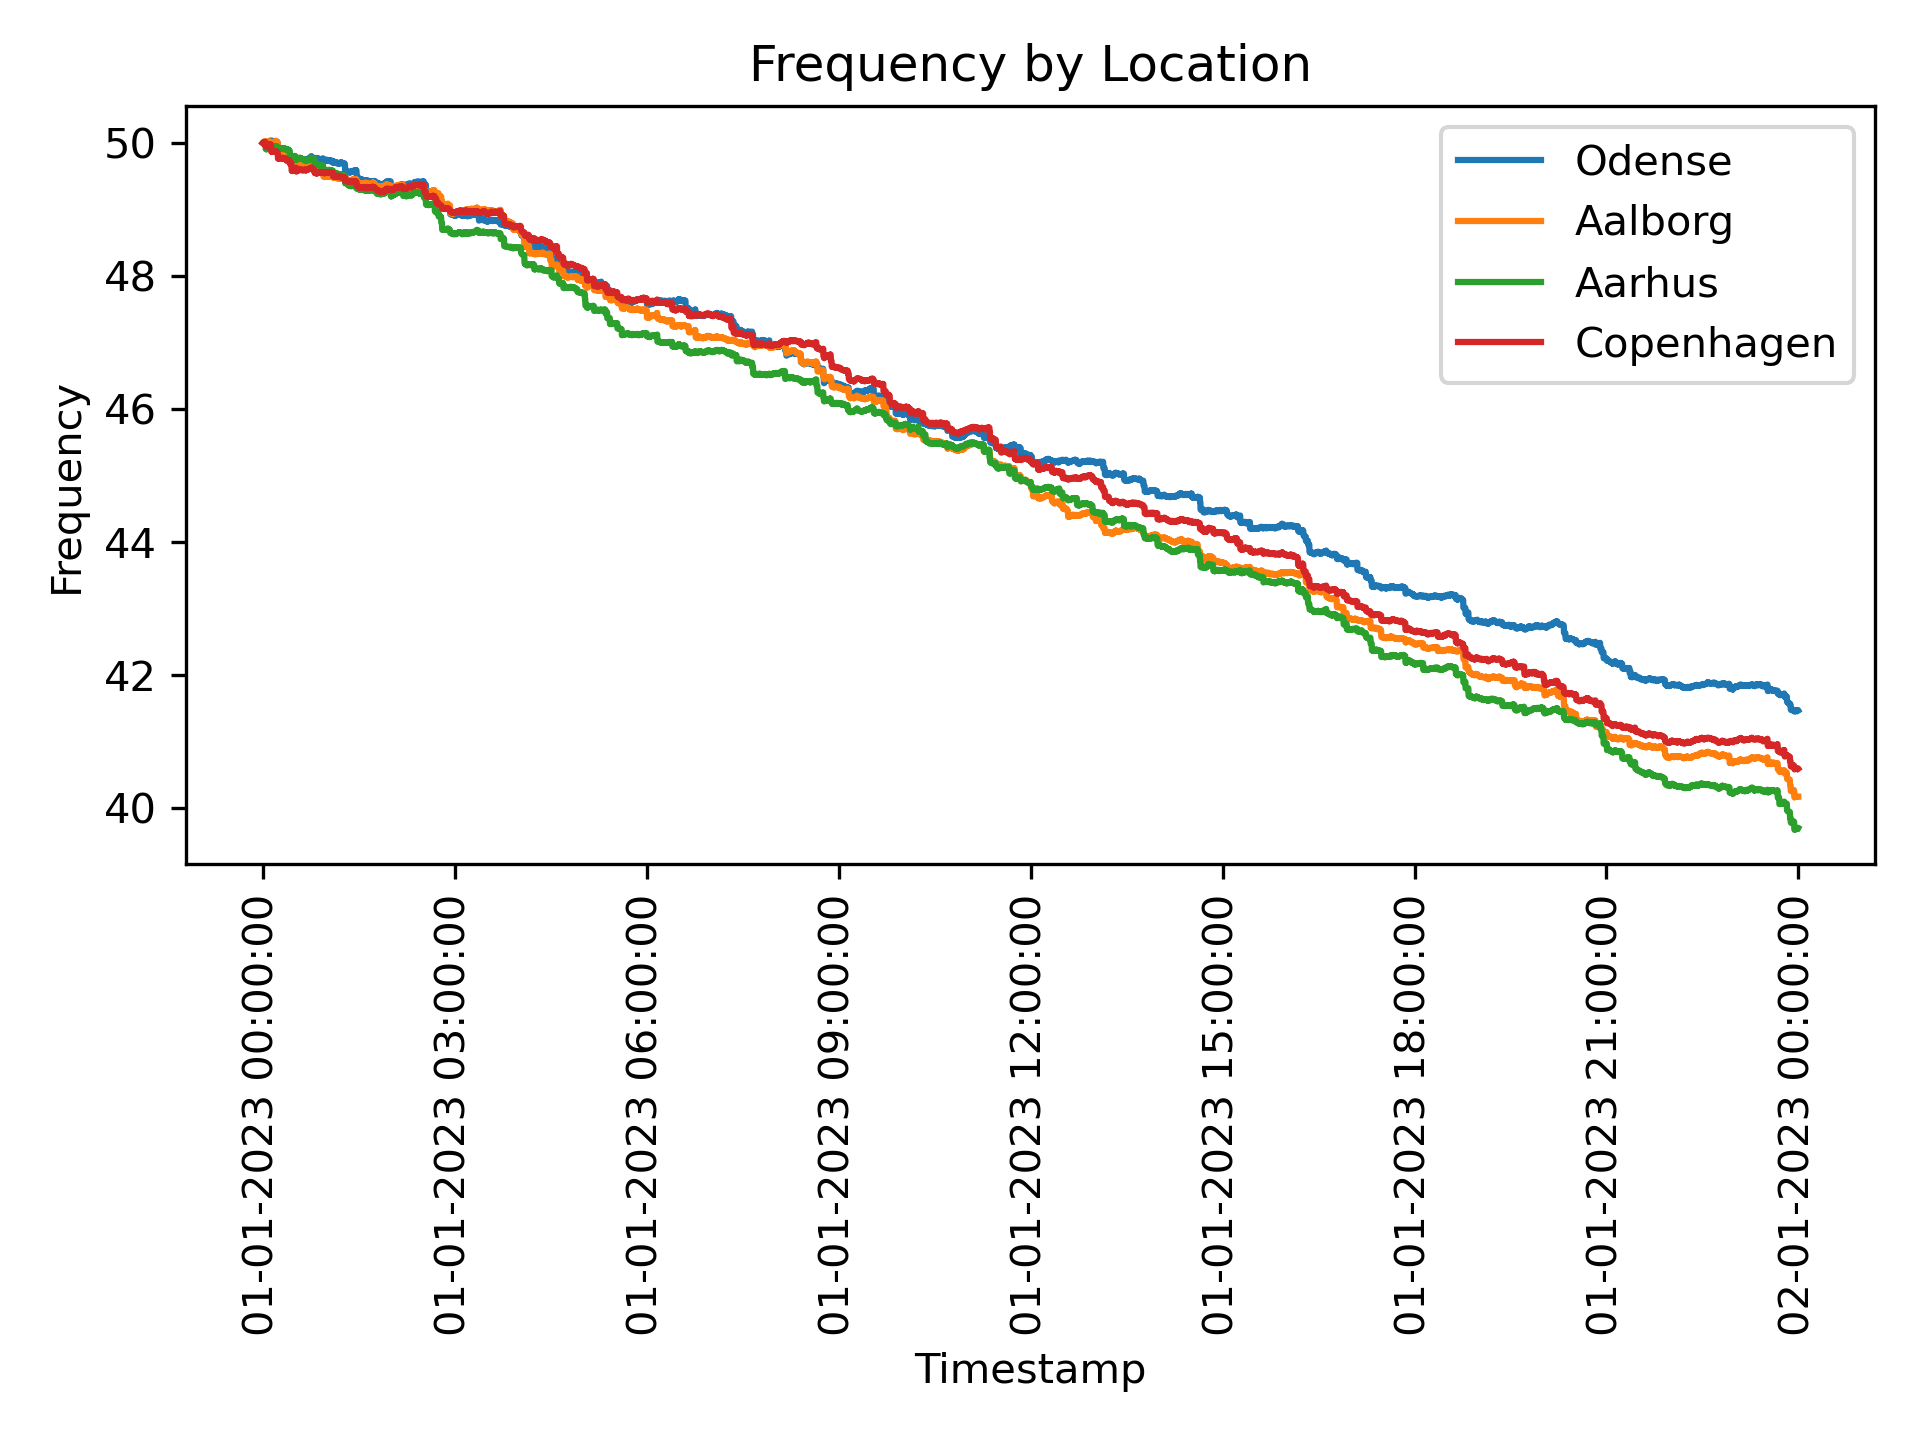 Frequency by Location
Frequency
50
48
46
44
42
40
Odense
Aalborg
Aarhus
Copenhagen
01-01-2023 00:00:00
01-01-2023 03:00:00
01-01-2023 06:00:00
01-01-2023 09:00:00
01-01-2023 12:00:00
01-01-2023 15:00:00
01-01-2023 18:00:00
01-01-2023 21:00:00
02-01-2023 00:00:00
Timestamp